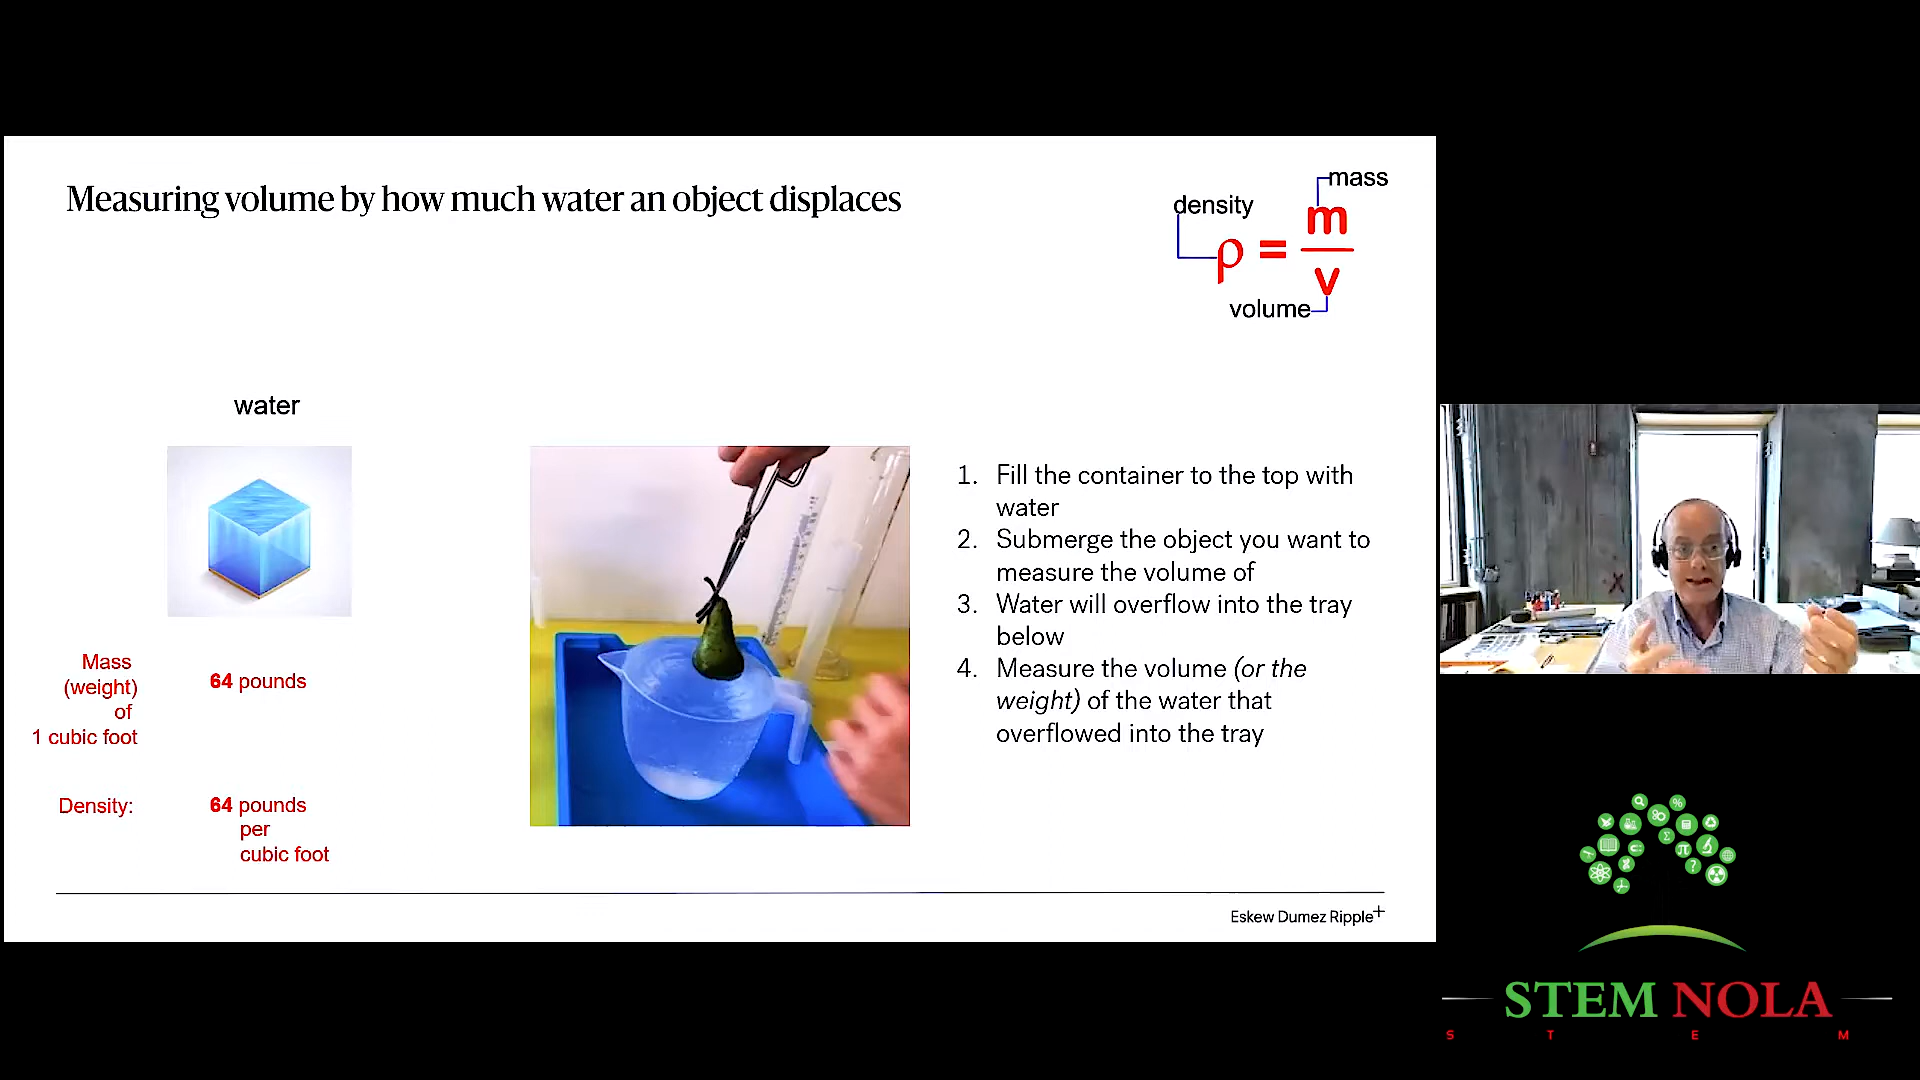 Measuring volume by how much water an object displaces
mass
density
m
ρ =
v
volume
water
Mass
(weight)
of
1 cubic foot
64 pounds
Density:
64 pounds
per
cubic foot
1. Fill the container to the top with
water
2. Submerge the object you want to
measure the volume of
3. Water will overflow into the tray
below
4. Measure the volume (or the
weight) of the water that
overflowed into the tray
Eskew Dumez Ripple+
STEM NOLA
S T E M